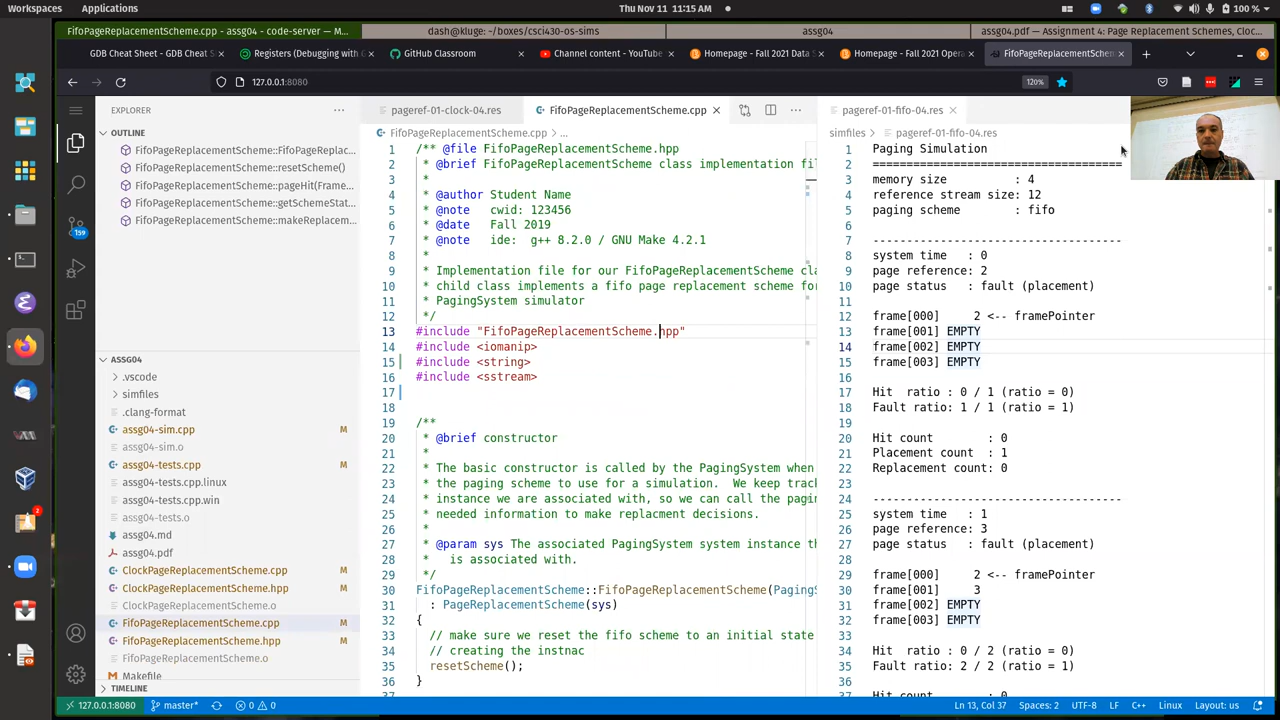 Workspaces Applications Thu Nov 11 11:15 AM 100 %
FifoPageReplacementScheme.cpp - assg04 - code-server — M...
dash@kluge: ~/boxes/csci430-os-sims
assg04
assg04.pdf — Assignment 4: Page Replacement Schemes, Cloc...
GDB Cheat Sheet - GDB Cheat S
Registers (Debugging with G
GitHub Classroom
Channel content - YouTube
Homepage - Fall 2021 Data S
Homepage - Fall 2021 Opera
FifoPageReplacementSchem
127.0.0.1:8080
120%
EXPLORER
OUTLINE
FifoPageReplacementScheme::FifoPageReplac...
FifoPageReplacementScheme::resetScheme()
FifoPageReplacementScheme::pageHit(Frame...
FifoPageReplacementScheme::getSchemeStat...
FifoPageReplacementScheme::makeReplacem...
159
ASSG04
.vscode
simfiles
.clang-format
assg04-sim.cpp M
assg04-sim.o
assg04-tests.cpp M
assg04-tests.cpp.linux
assg04-tests.cpp.win
assg04-tests.o
assg04.md
assg04.pdf
ClockPageReplacementScheme.cpp M
ClockPageReplacementScheme.hpp M
ClockPageReplacementScheme.o
FifoPageReplacementScheme.cpp M
FifoPageReplacementScheme.hpp M
FifoPageReplacementScheme.o
Makefile M
TIMELINE
pageref-01-clock-04.res
FifoPageReplacementScheme.cpp
FifoPageReplacementScheme.cpp > ...
1 /** @file FifoPageReplacementScheme.hpp
2 * @brief FifoPageReplacementScheme class implementation fi
3 *
4 * @author Student Name
5 * @note cwid: 123456
6 * @date Fall 2019
7 * @note ide: g++ 8.2.0 / GNU Make 4.2.1
8 *
9 * Implementation file for our FifoPageReplacementScheme cla
10 * child class implements a fifo page replacement scheme for
11 * PagingSystem simulator
12 */
13 #include "FifoPageReplacementScheme.hpp"
14 #include <iomanip>
15 #include <string>
16 #include <sstream>
17
18
19 /**
20 * @brief constructor
21 *
22 * The basic constructor is called by the PagingSystem when
23 * the paging scheme to use for a simulation. We keep track
24 * instance we are associated with, so we can call the pagi
25 * needed information to make replacment decisions.
26 *
27 * @param sys The associated PagingSystem system instance th
28 * is associated with.
29 */
30 FifoPageReplacementScheme::FifoPageReplacementScheme(PagingS
31 : PageReplacementScheme(sys)
32 {
33 // make sure we reset the fifo scheme to an initial state
34 // creating the instnac
35 resetScheme();
36 }
pageref-01-fifo-04.res
simfiles > pageref-01-fifo-04.res
1 Paging Simulation
2 =====================================
3 memory size : 4
4 reference stream size: 12
5 paging scheme : fifo
6
7 -------------------------------------
8 system time : 0
9 page reference: 2
10 page status : fault (placement)
11
12 frame[000] 2 <-- framePointer
13 frame[001] EMPTY
14 frame[002] EMPTY
15 frame[003] EMPTY
16
17 Hit ratio : 0 / 1 (ratio = 0)
18 Fault ratio: 1 / 1 (ratio = 1)
19
20 Hit count : 0
21 Placement count : 1
22 Replacement count: 0
23
24 -------------------------------------
25 system time : 1
26 page reference: 3
27 page status : fault (placement)
28
29 frame[000] 2 <-- framePointer
30 frame[001] 3
31 frame[002] EMPTY
32 frame[003] EMPTY
33
34 Hit ratio : 0 / 2 (ratio = 0)
35 Fault ratio: 2 / 2 (ratio = 1)
36
37 Hit count : 0
127.0.0.1:8080 master* 0 0 Ln 13, Col 37 Spaces: 2 UTF-8 LF C++ Linux Layout: us